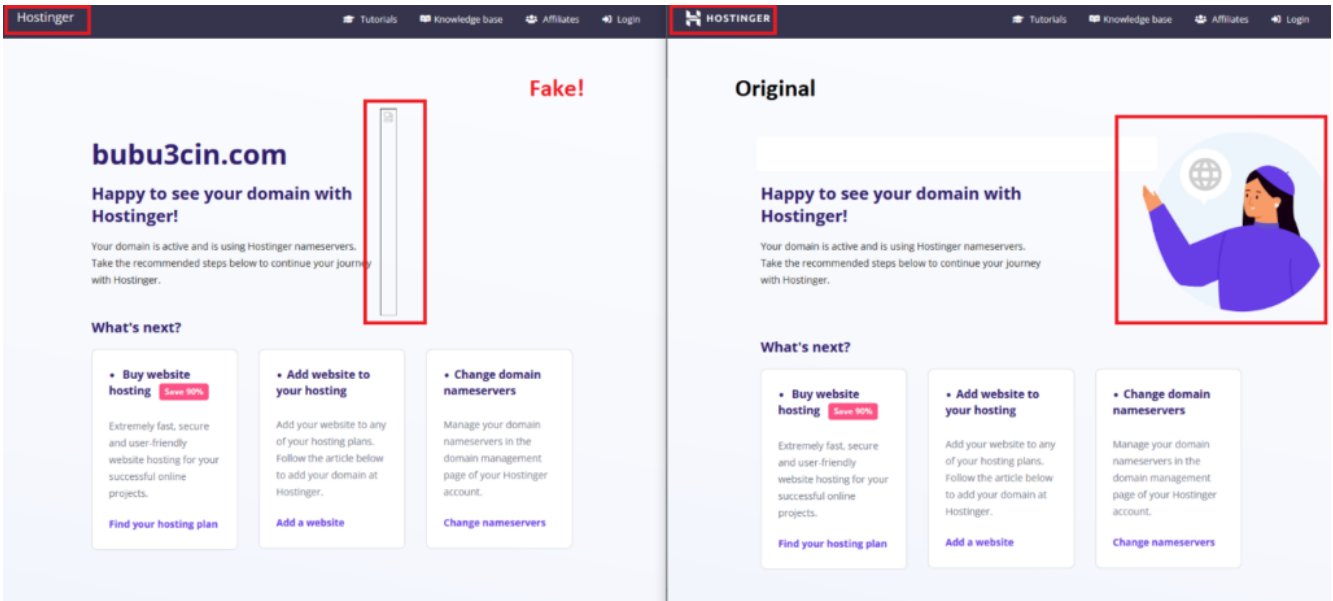 Hostinger
Tutorials Knowledge base Affiliates Login
Fake!
bubu3cin.com
Happy to see your domain with
Hostinger!
Your domain is active and is using Hostinger nameservers.
Take the recommended steps below to continue your journey
with Hostinger.
What's next?
• Buy website
hosting Save 90%
Extremely fast, secure
and user-friendly
website hosting for your
successful online
projects.
Find your hosting plan
• Add website to
your hosting
Add your website to any
of your hosting plans.
Follow the article below
to add your domain at
Hostinger.
Add a website
• Change domain
nameservers
Manage your domain
nameservers in the
domain management
page of your Hostinger
account.
Change nameservers
HOSTINGER
Tutorials Knowledge base Affiliates Login
Original
Happy to see your domain with
Hostinger!
Your domain is active and is using Hostinger nameservers.
Take the recommended steps below to continue your journey
with Hostinger.
What's next?
• Buy website
hosting Save 90%
Extremely fast, secure
and user-friendly
website hosting for your
successful online
projects.
Find your hosting plan
• Add website to
your hosting
Add your website to any
of your hosting plans.
Follow the article below
to add your domain at
Hostinger.
Add a website
• Change domain
nameservers
Manage your domain
nameservers in the
domain management
page of your Hostinger
account.
Change nameservers